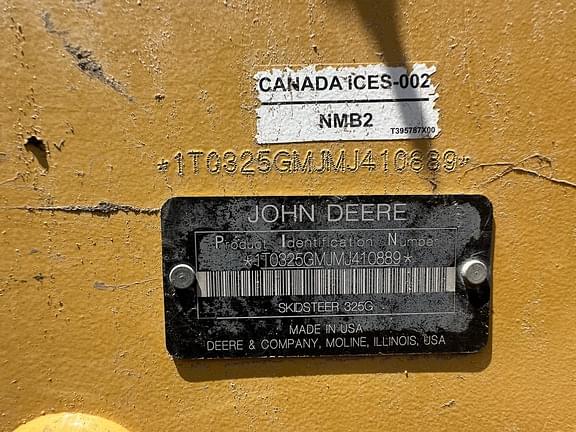 CANADA ICES-002
NMB2
T395787X00
*1T0325GMJMJ410889*
JOHN DEERE
Product Identification Number
*1T0325GMJMJ410889*
SKIDSTEER 325G
MADE IN USA
DEERE & COMPANY, MOLINE, ILLINOIS, USA